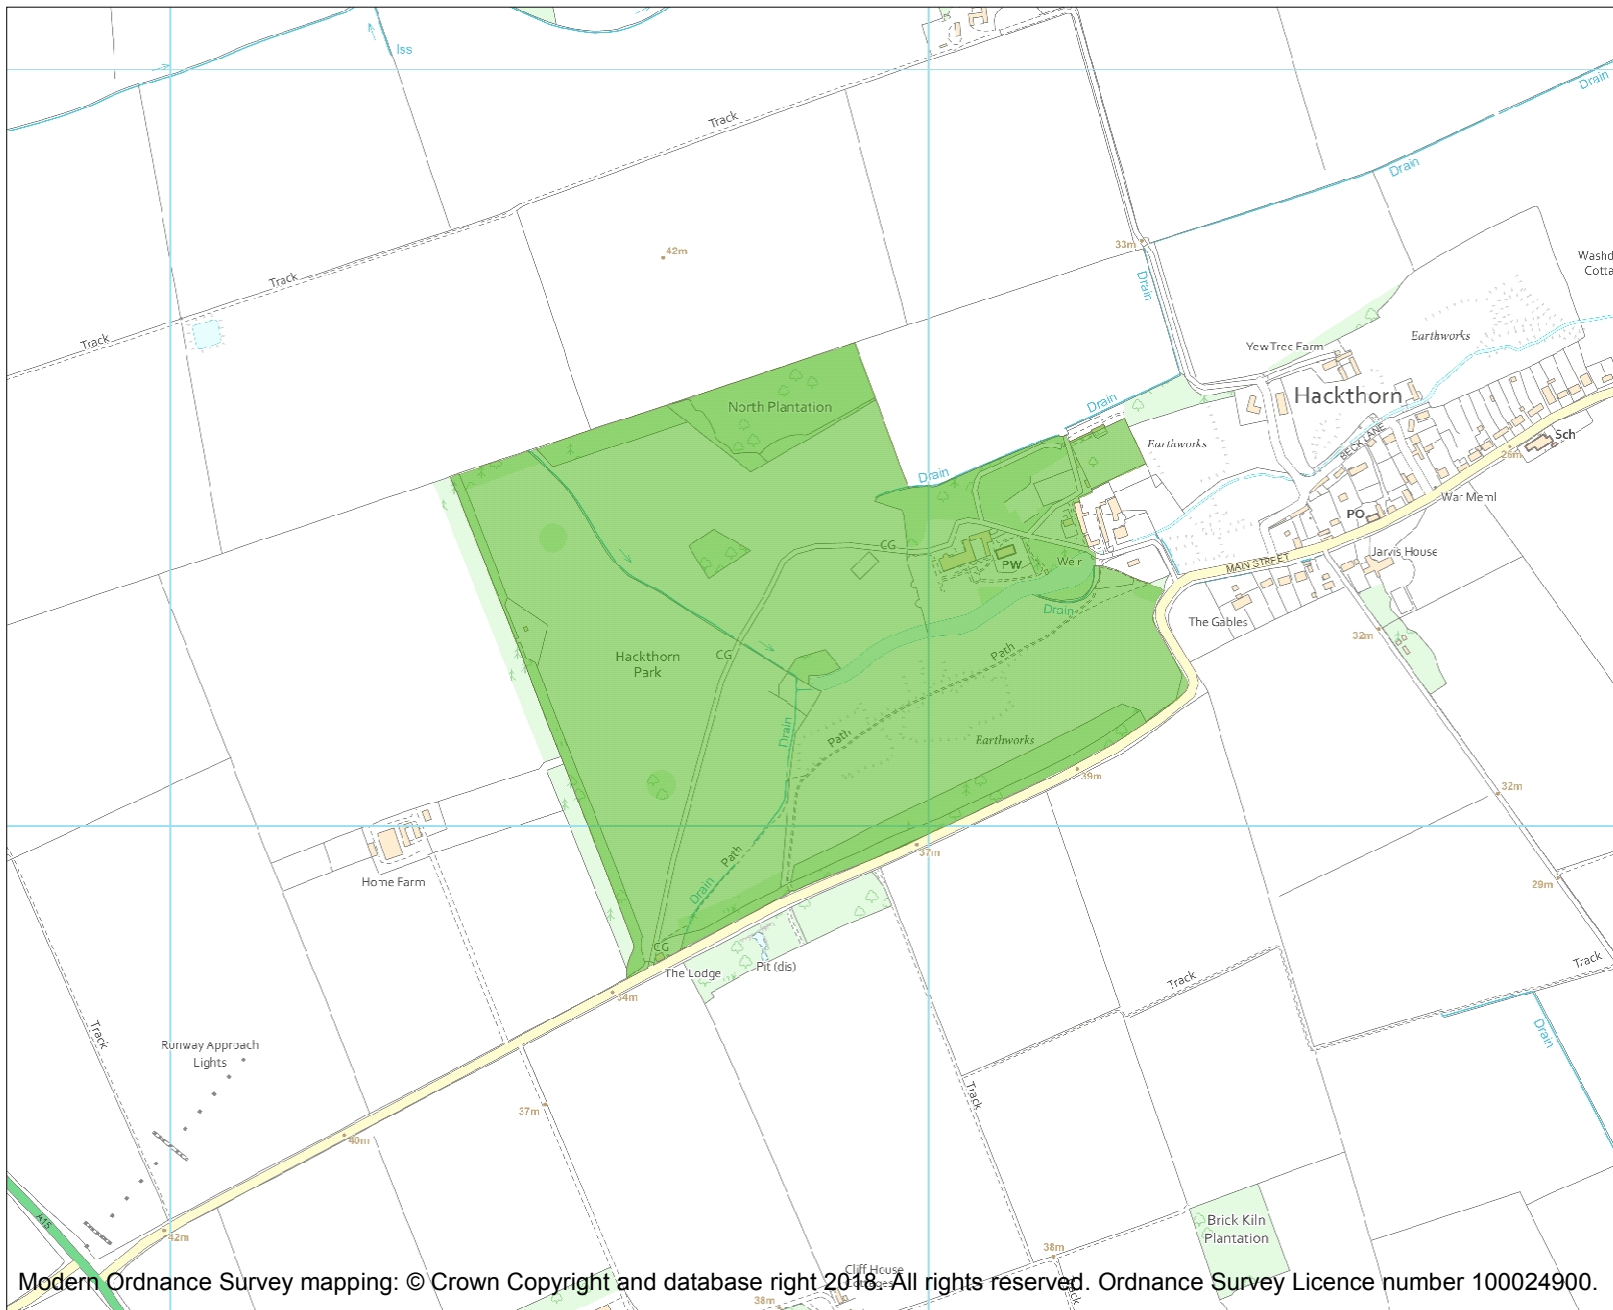 Iss
Drain
Track
Drain
42m
33m
Washd
Cotta
Drain
Track
Earthworks
Track
Yew Tree Farm
Hackthorn
North Plantation
Drain
Earthworks
BECK LANE
Sch
26m
Drain
War Meml
PO
CG
PW
Weir
MAIN STREET
Jarvis House
Drain
The Gables
32m
Hackthorn
Park
CG
Path
Drain
Path
Earthworks
39m
32m
Path
37m
Home Farm
Drain
29m
CG
The Lodge
Pit (dis)
Track
Track
34m
Track
Runway Approach
Lights
Drain
Track
37m
40m
A15
42m
Brick Kiln
Plantation
38m
Cliff House
Cottages
Track
38m
Modern Ordnance Survey mapping: © Crown Copyright and database right 2018. All rights reserved. Ordnance Survey Licence number 100024900.